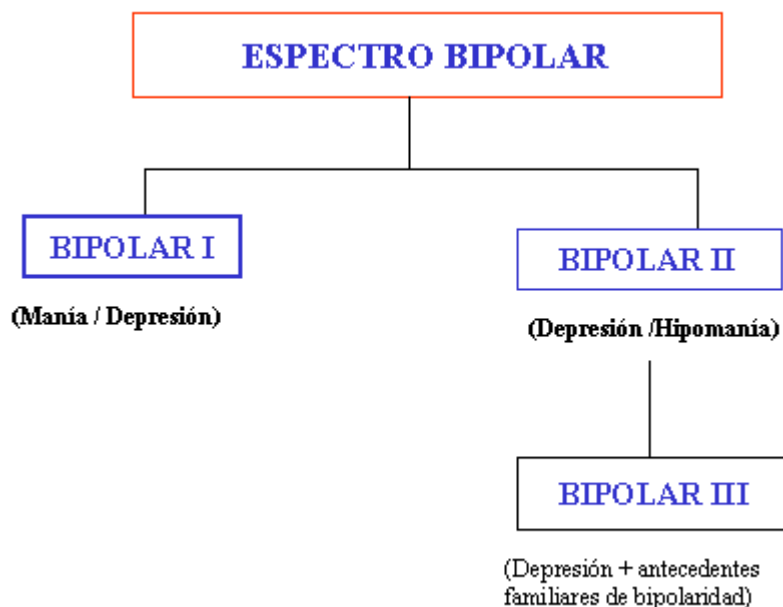 ESPECTRO BIPOLAR
BIPOLAR I
(Manía / Depresión)
BIPOLAR II
(Depresión /Hipomanía)
BIPOLAR III
(Depresión + antecedentes
familiares de bipolaridad)